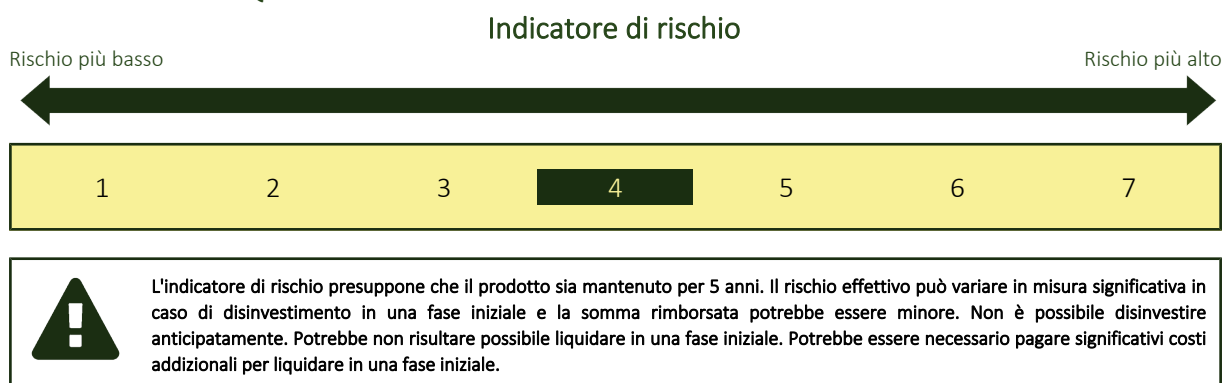 Indicatore di rischio
Rischio più basso Rischio più alto
1 2 3 4 5 6 7
L'indicatore di rischio presuppone che il prodotto sia mantenuto per 5 anni. Il rischio effettivo può variare in misura significativa in
caso di disinvestimento in una fase iniziale e la somma rimborsata potrebbe essere minore. Non è possibile disinvestire
anticipatamente. Potrebbe non risultare possibile liquidare in una fase iniziale. Potrebbe essere necessario pagare significativi costi
addizionali per liquidare in una fase iniziale.